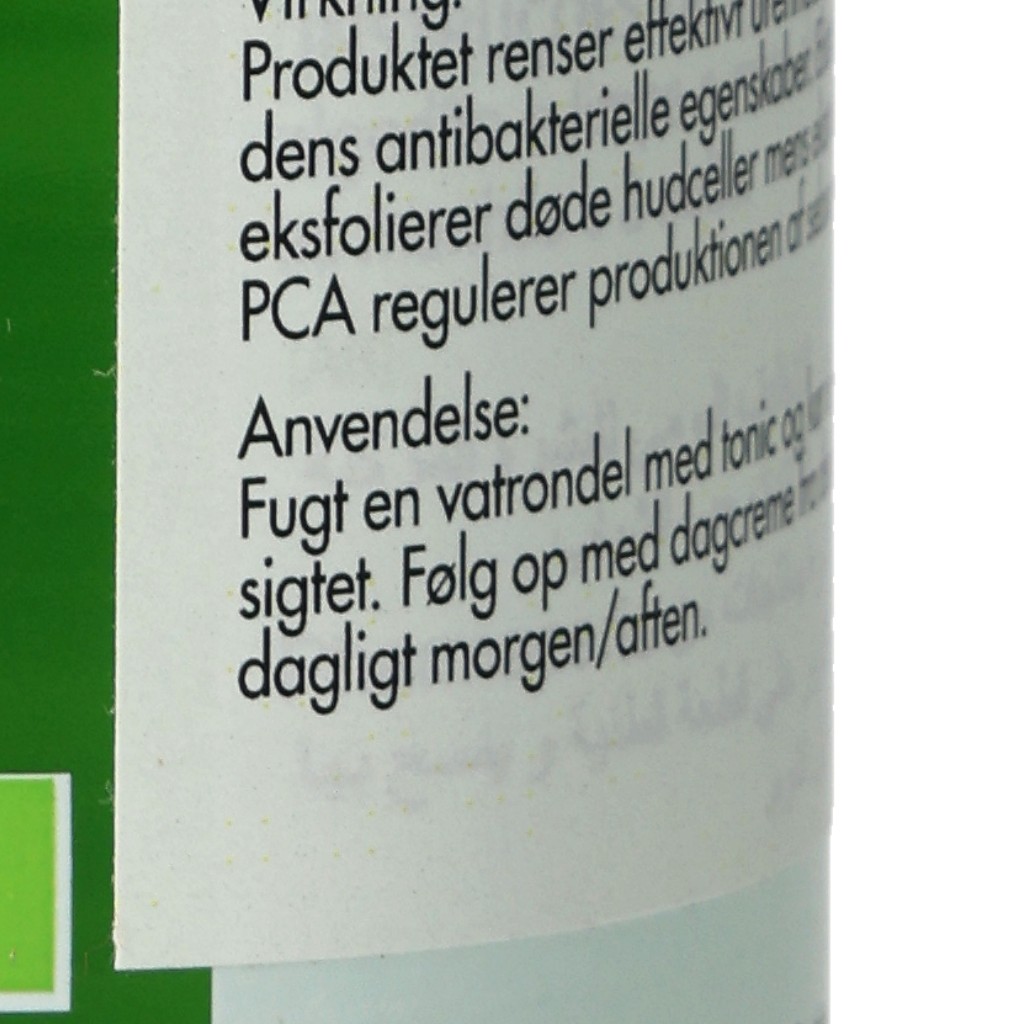 Virkning:
Produktet renser effektivt
dens antibakterielle egenskaber.
eksfolierer døde hudceller mens
PCA regulerer produktionen af
Anvendelse:
Fugt en vatrondel med tonic og
sigtet. Følg op med dagcreme
dagligt morgen/aften.